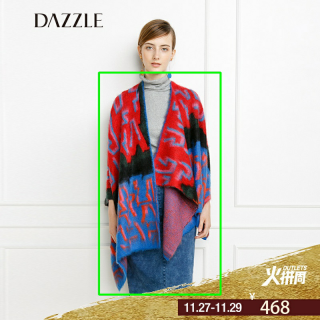 DAZZLE
OUTLETS
火拼周
11.27-11.29
¥
468